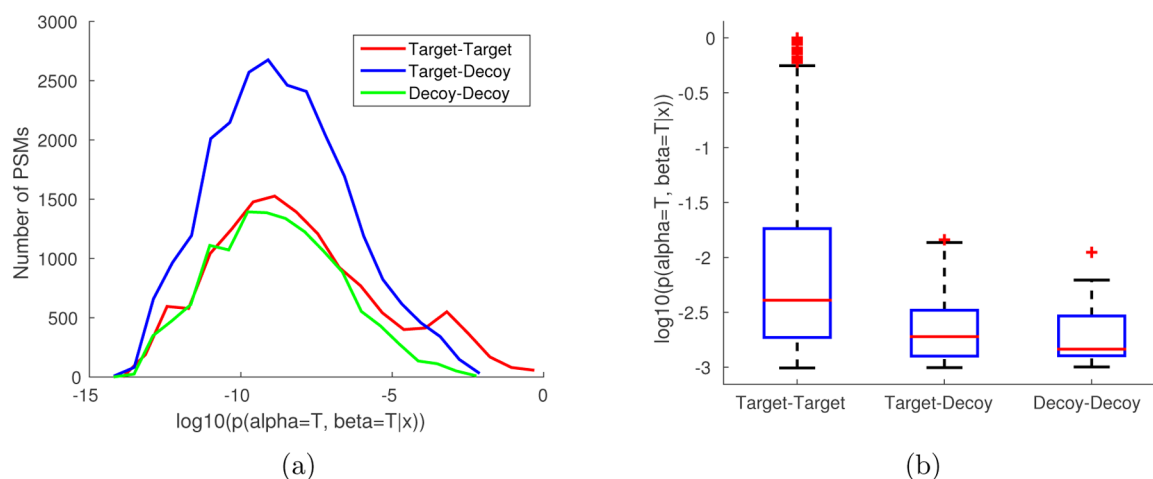 3000
2500
2000
1500
1000
500
0
Number of PSMs
-15
-10
-5
0
log10(p(alpha=T, beta=T|x))
Target-Target
Target-Decoy
Decoy-Decoy
(a)
0
-0.5
-1
-1.5
-2
-2.5
-3
log10(p(alpha=T, beta=T|x))
Target-Target
Target-Decoy
Decoy-Decoy
(b)